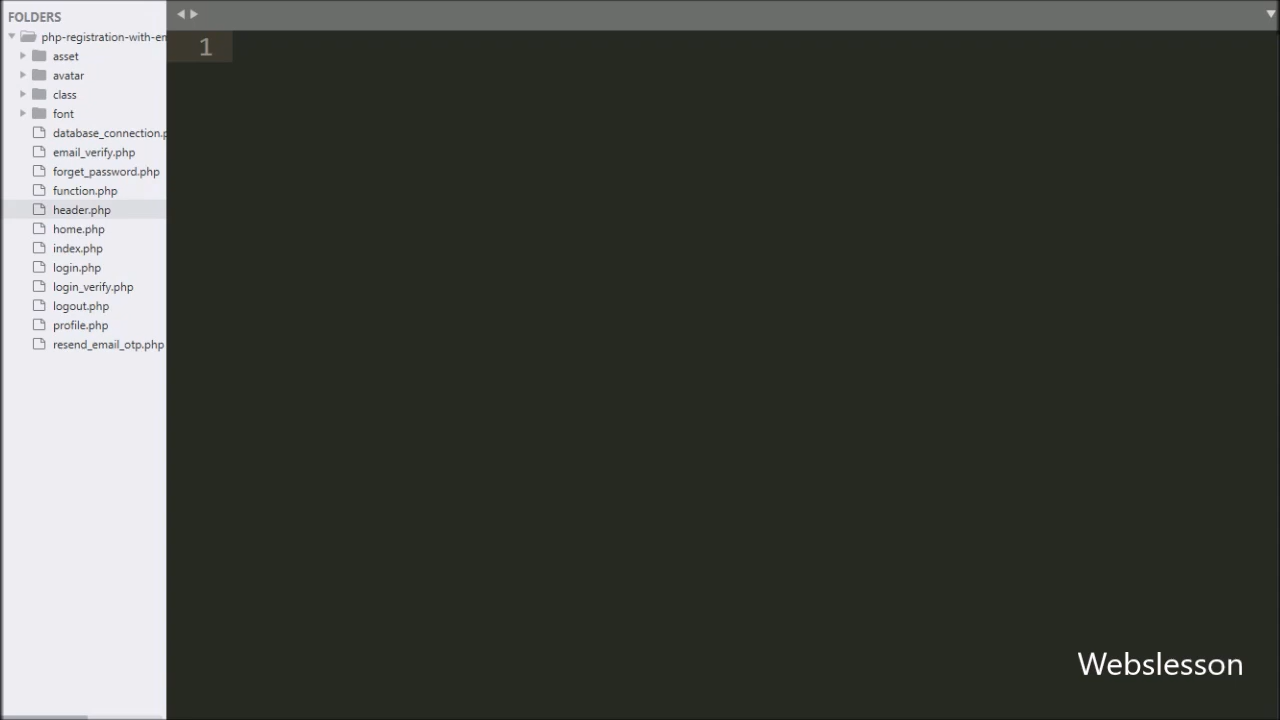 FOLDERS
php-registration-with-em
asset
avatar
class
font
database_connection.p
email_verify.php
forget_password.php
function.php
header.php
home.php
index.php
login.php
login_verify.php
logout.php
profile.php
resend_email_otp.php
1
Webslesson